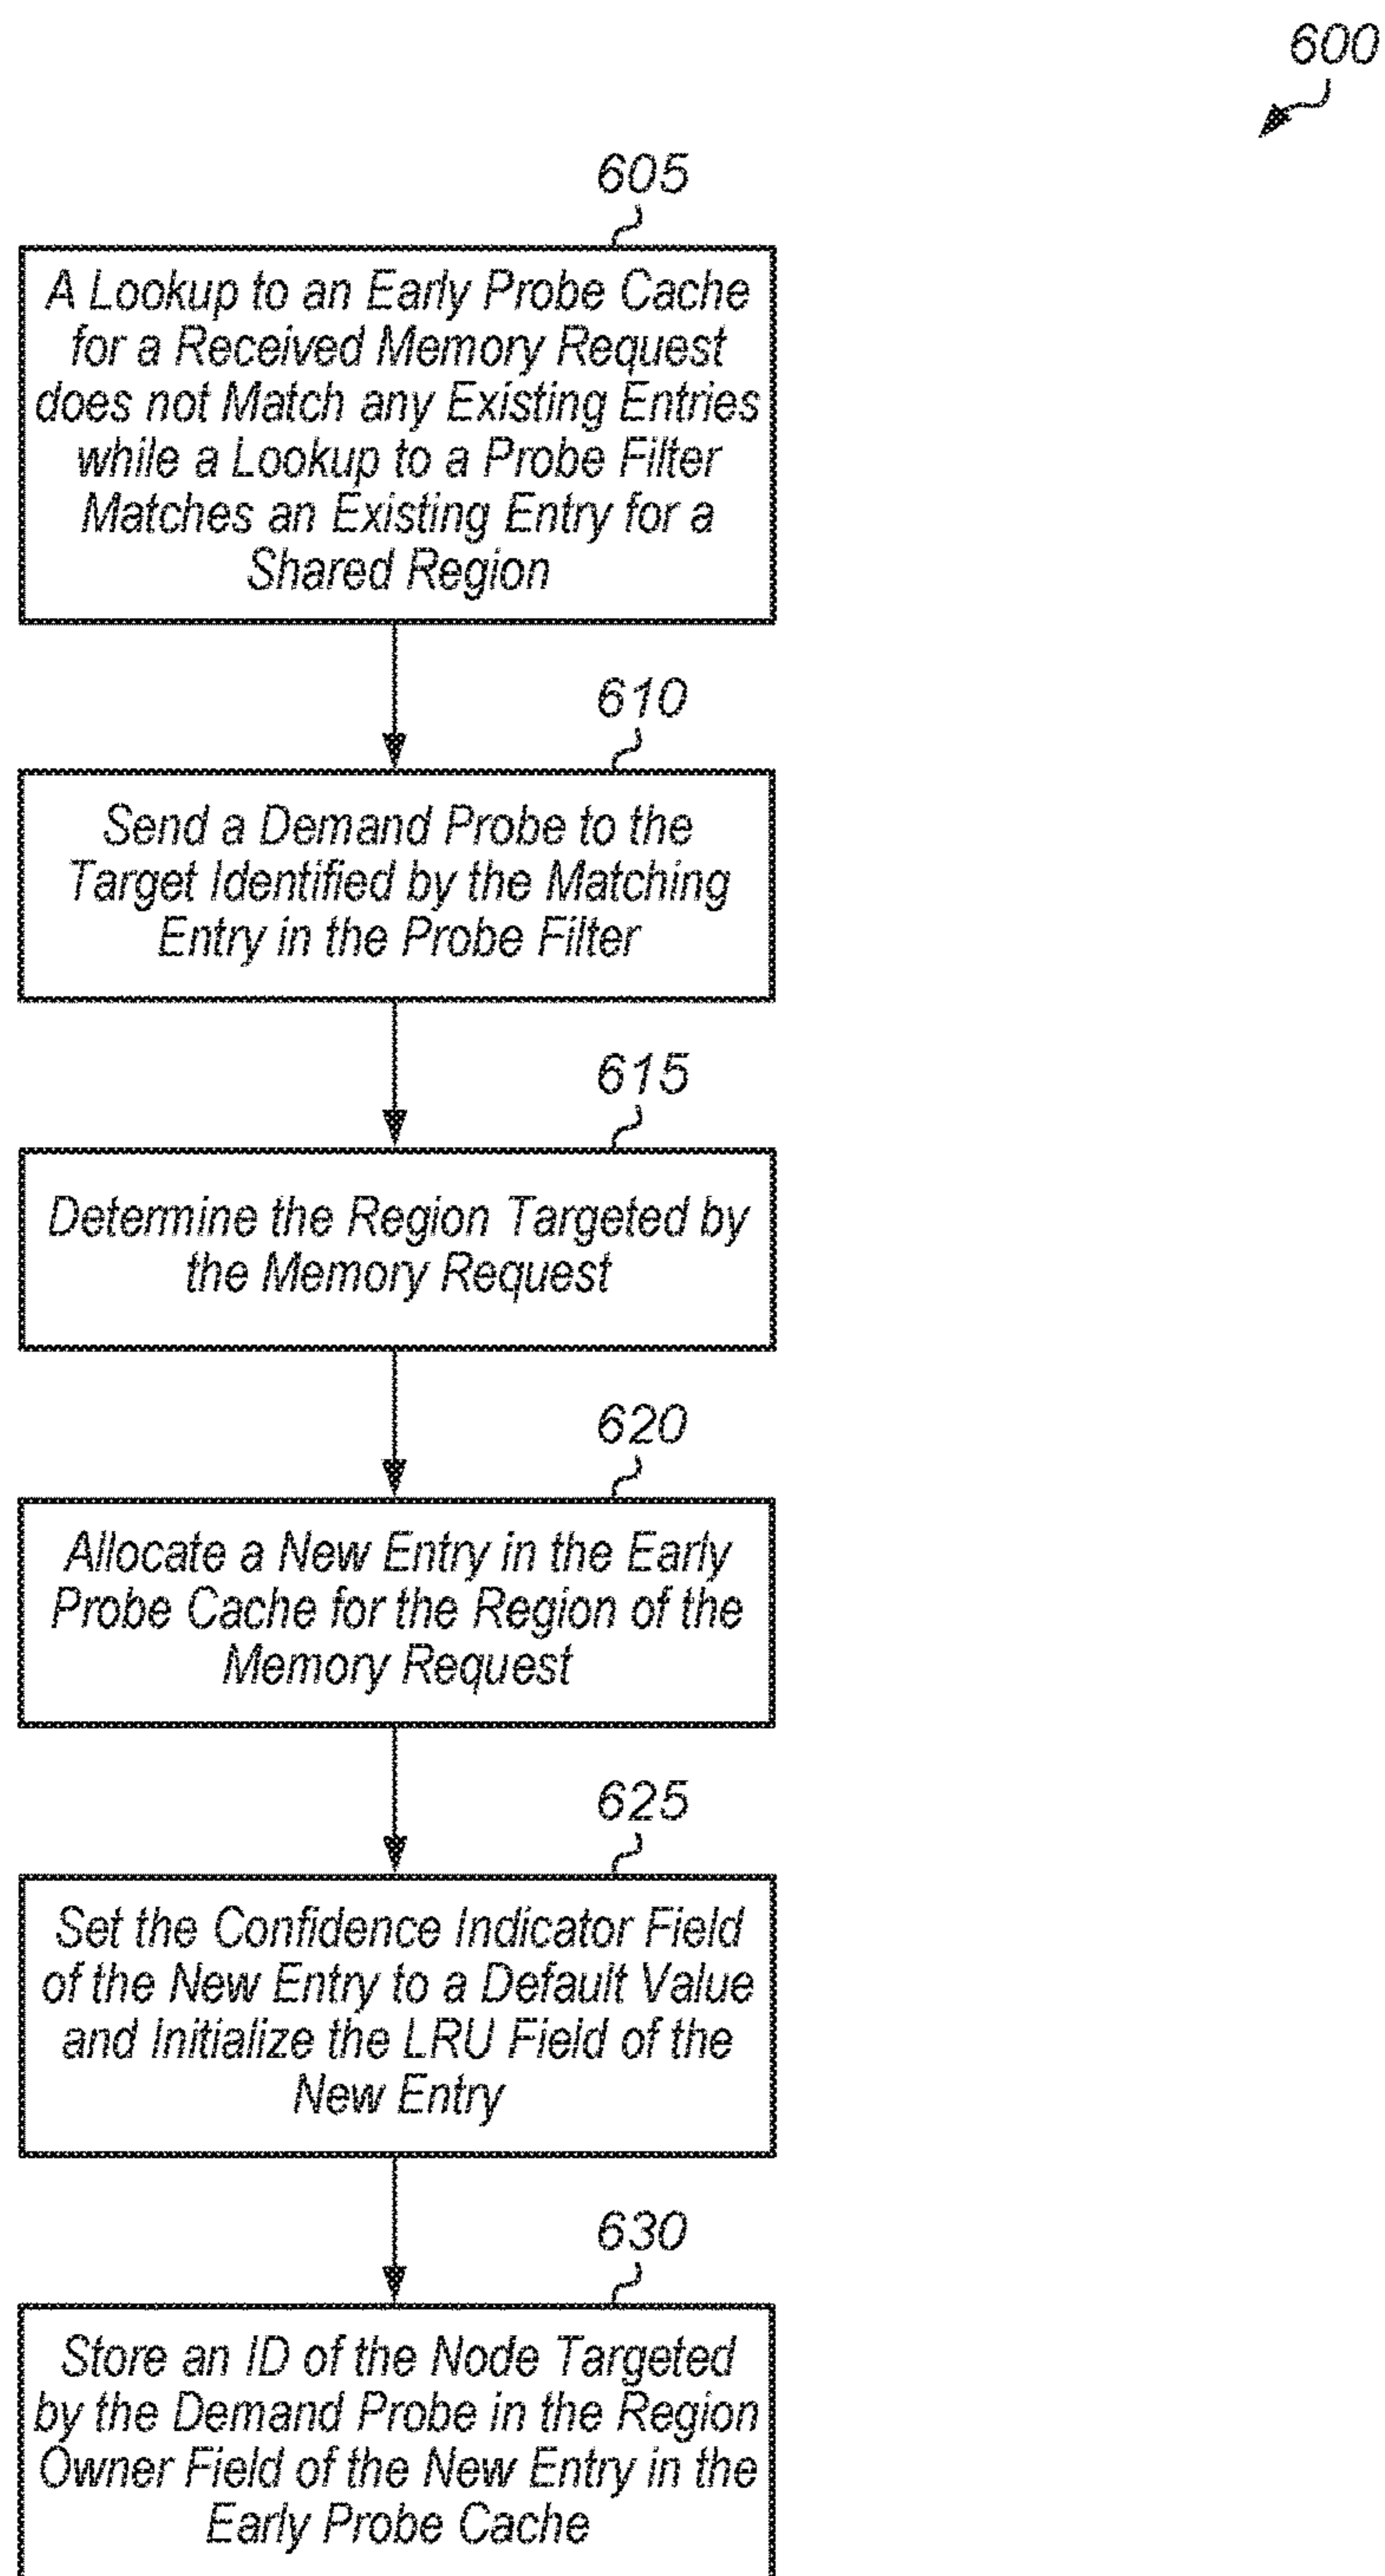 600
605
A Lookup to an Early Probe Cache
for a Received Memory Request
does not Match any Existing Entries
while a Lookup to a Probe Filter
Matches an Existing Entry for a
Shared Region
610
Send a Demand Probe to the
Target Identified by the Matching
Entry in the Probe Filter
615
Determine the Region Targeted by
the Memory Request
620
Allocate a New Entry in the Early
Probe Cache for the Region of the
Memory Request
625
Set the Confidence Indicator Field
of the New Entry to a Default Value
and Initialize the LRU Field of the
New Entry
630
Store an ID of the Node Targeted
by the Demand Probe in the Region
Owner Field of the New Entry in the
Early Probe Cache